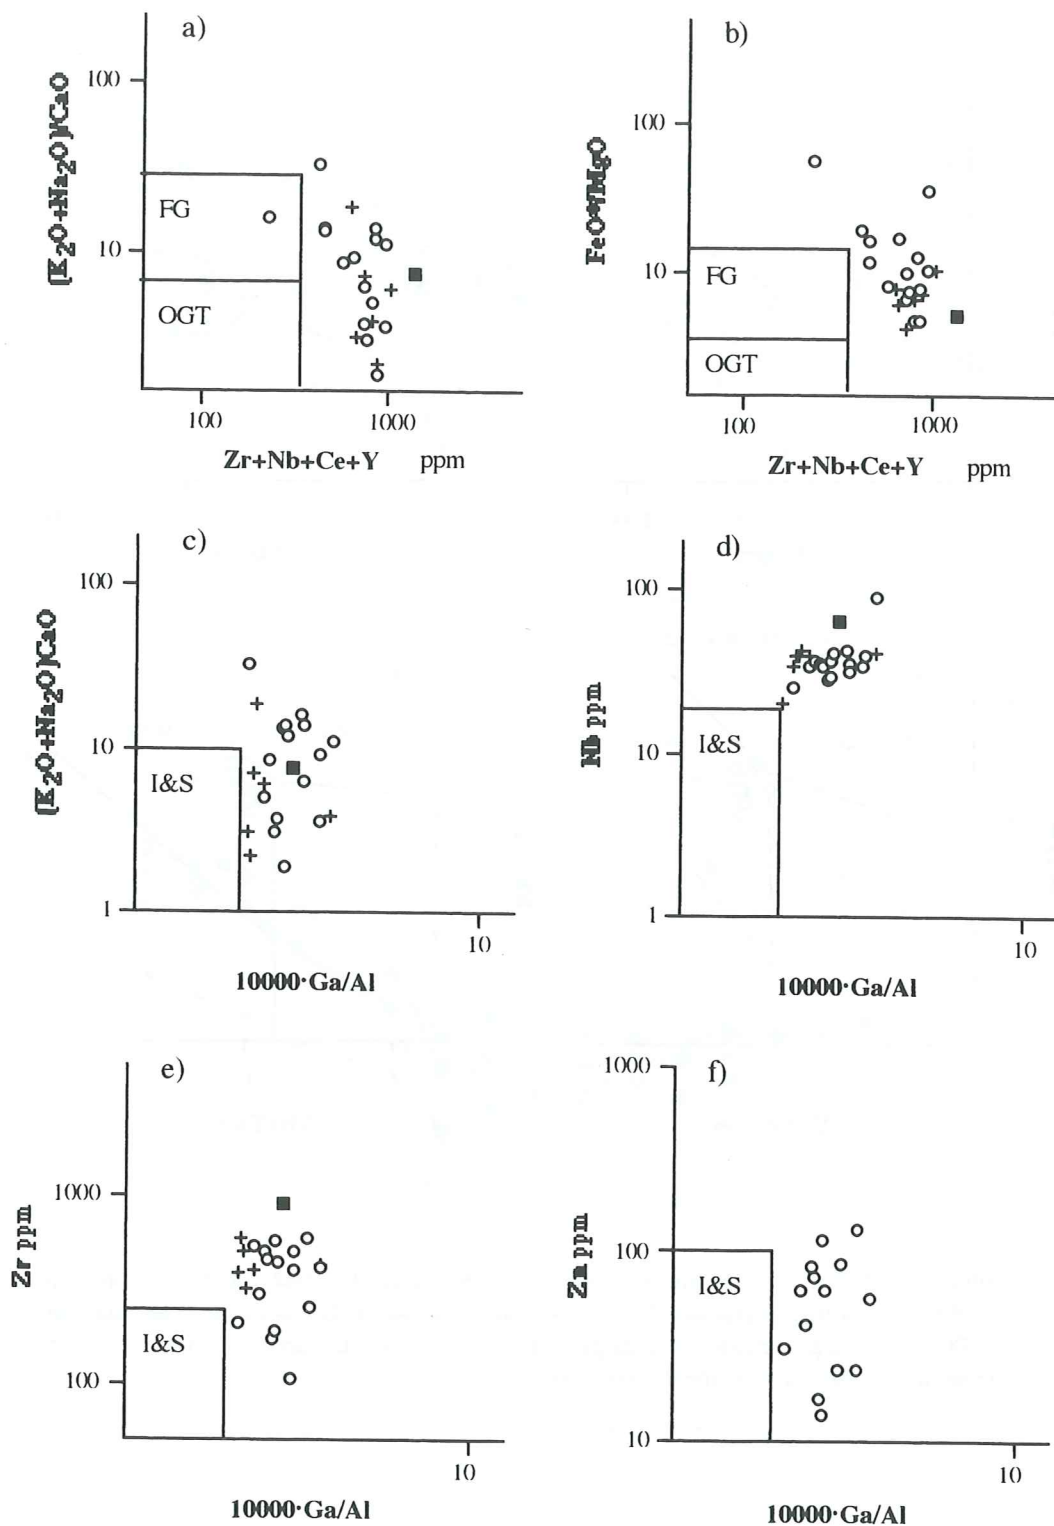 a)
(K2O+Na2O)/CaO
100
10
FG
OGT
100
1000
Zr+Nb+Ce+Y ppm
b)
FeO*/MgO
100
10
FG
OGT
100
1000
Zr+Nb+Ce+Y ppm
c)
(K2O+Na2O)CaO
100
10
1
I&S
10
10000·Ga/Al
d)
Nb ppm
100
10
1
I&S
10
10000·Ga/Al
e)
Zr ppm
1000
100
I&S
10
10000·Ga/Al
f)
Zn ppm
1000
100
10
I&S
10
10000·Ga/Al